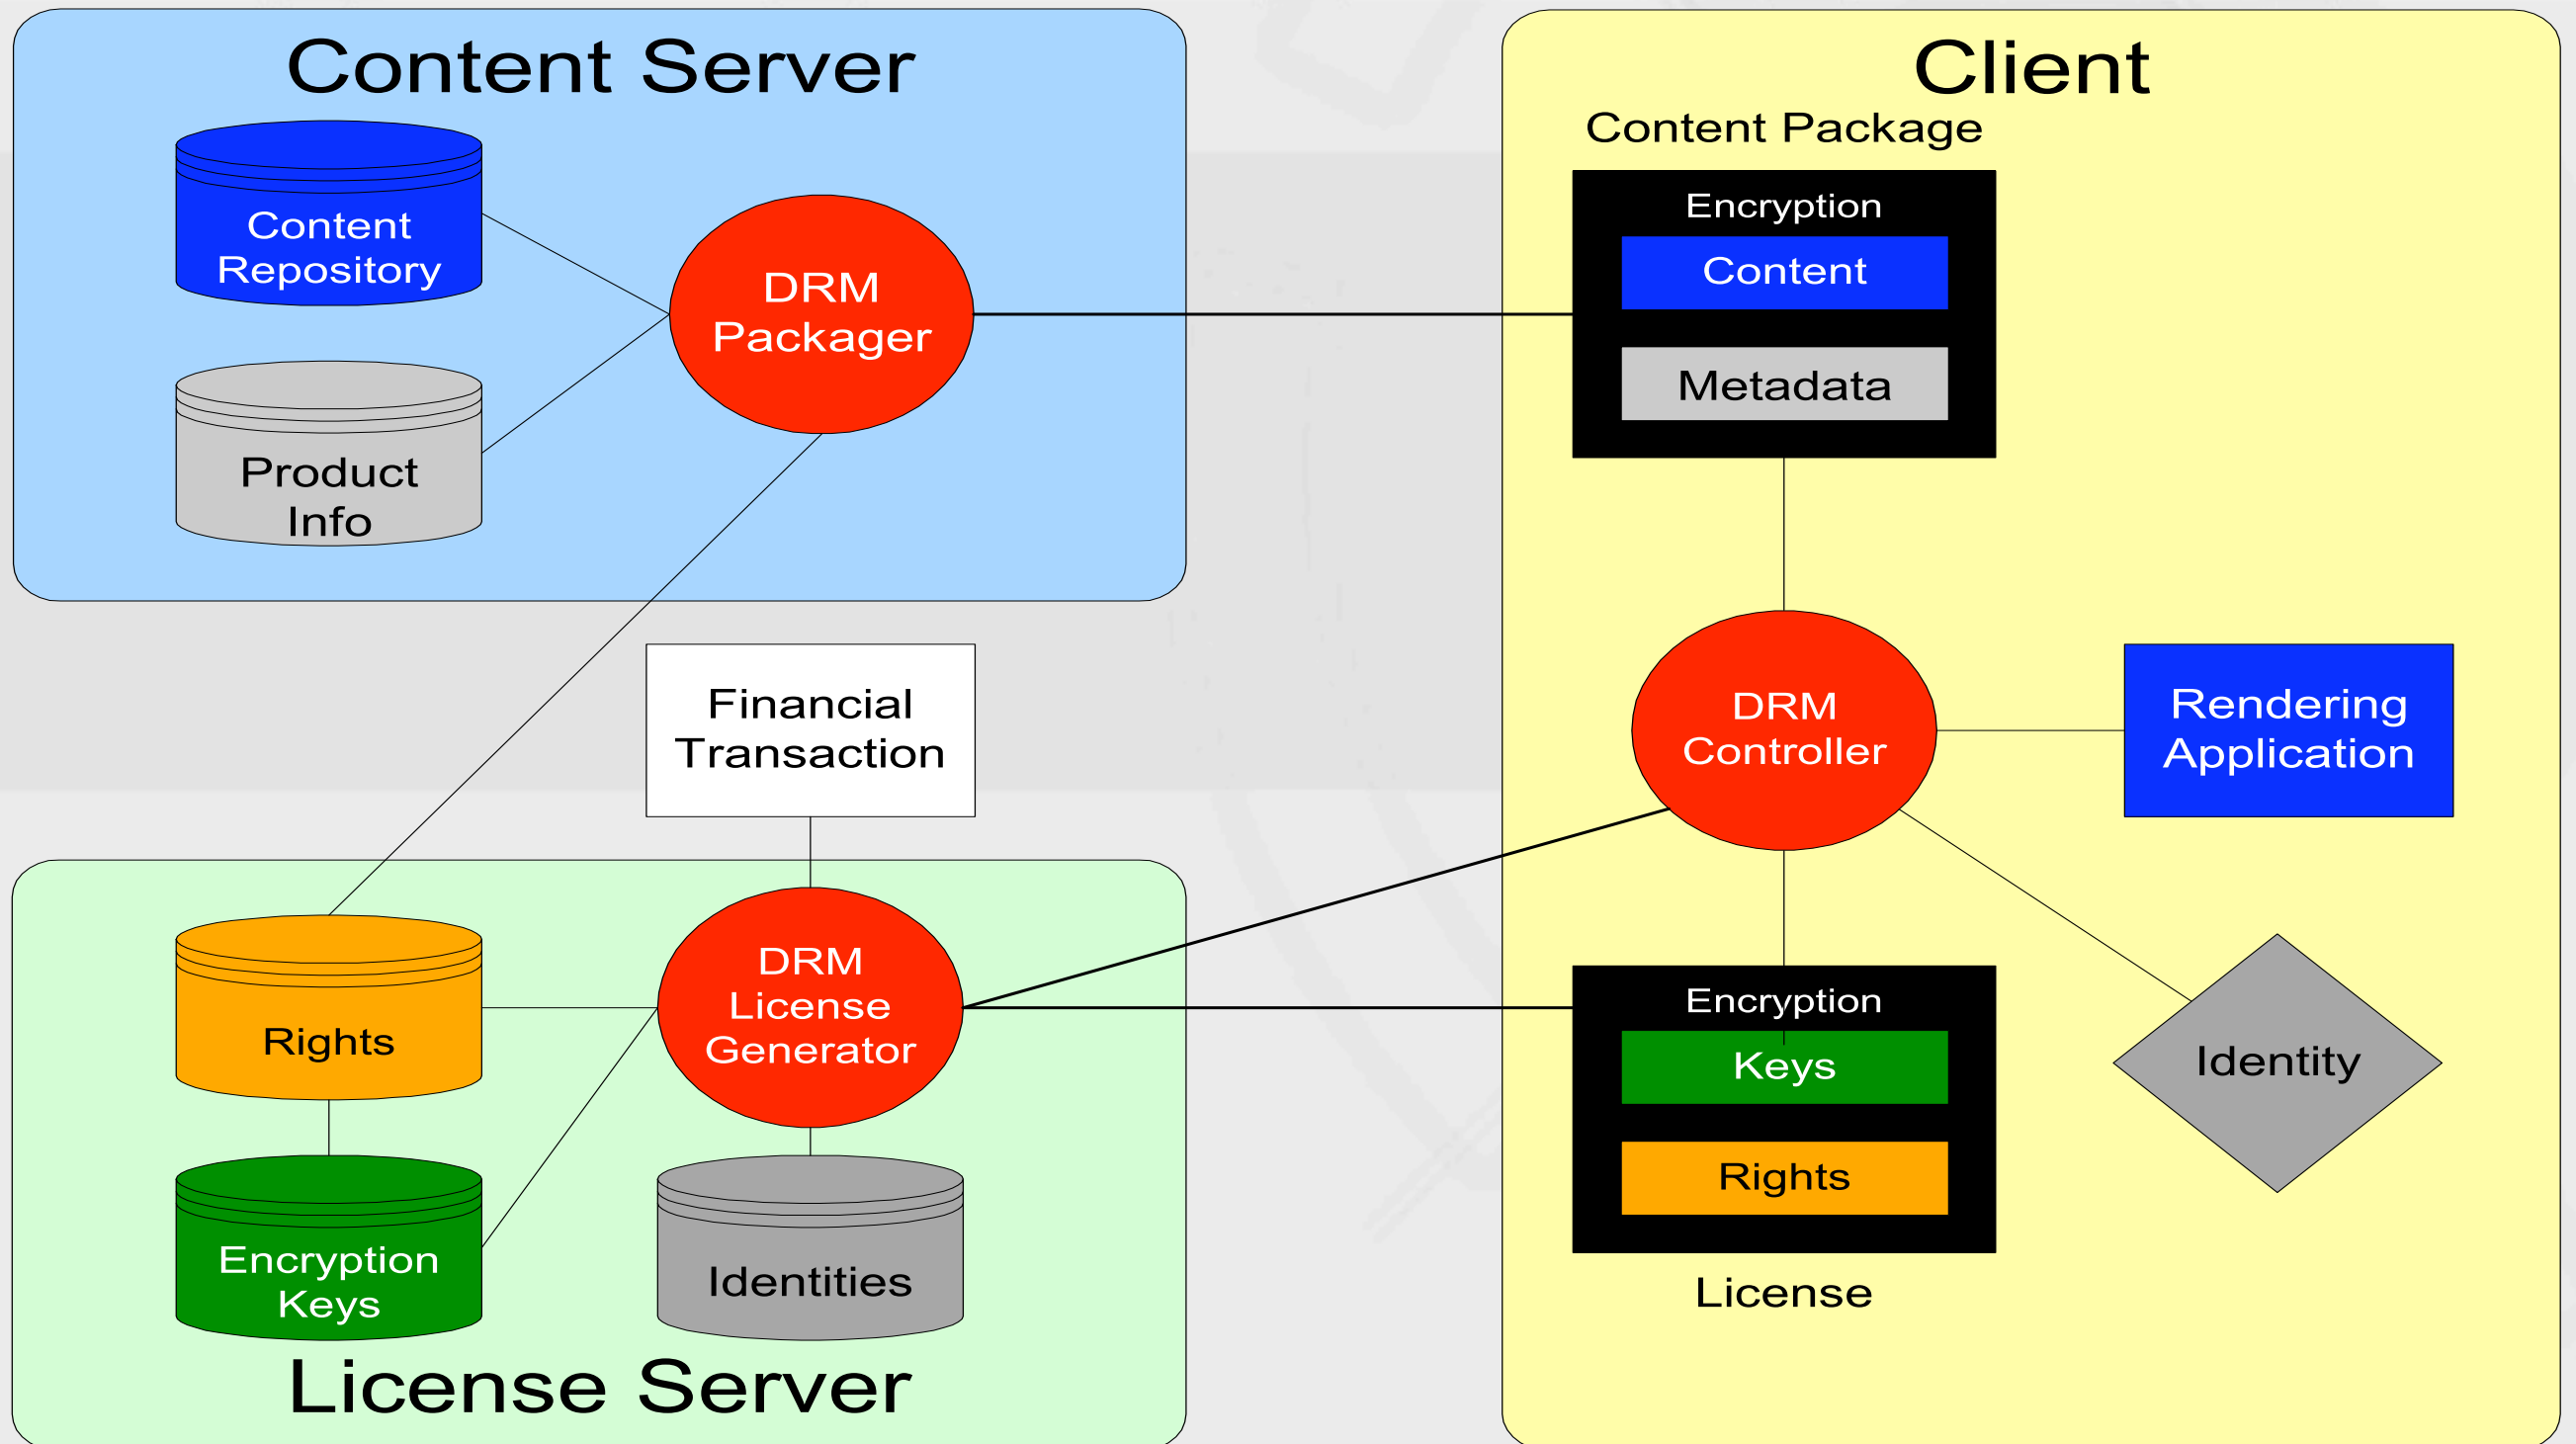 Content Server
Content
Repository
DRM
Packager
Product
Info
Financial
Transaction
Rights
DRM
License
Generator
Encryption
Keys
Identities
License Server
Client
Content Package
Encryption
Content
Metadata
DRM
Controller
Rendering
Application
Encryption
Keys
Rights
License
Identity